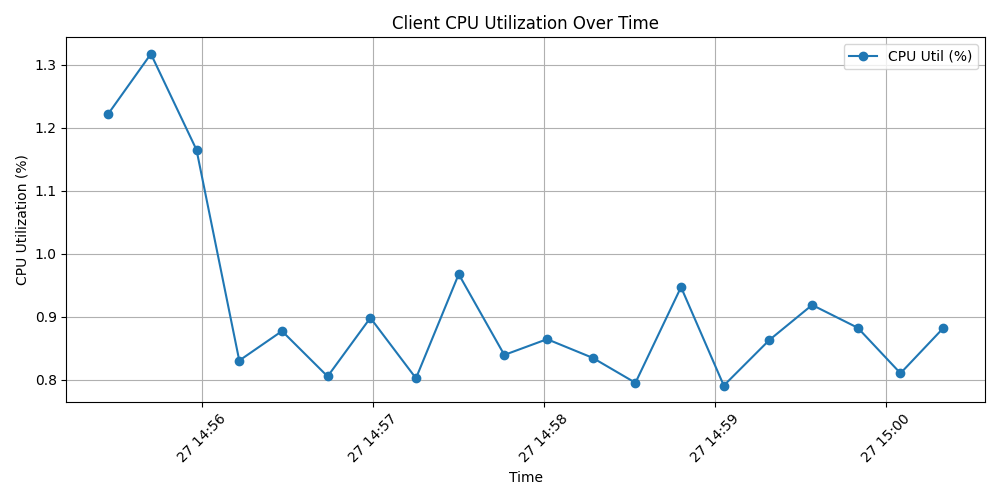 Client CPU Utilization Over Time
CPU Util (%)
CPU Utilization (%)
1.3
1.2
1.1
1.0
0.9
0.8
27 14:56
27 14:57
27 14:58
27 14:59
27 15:00
Time